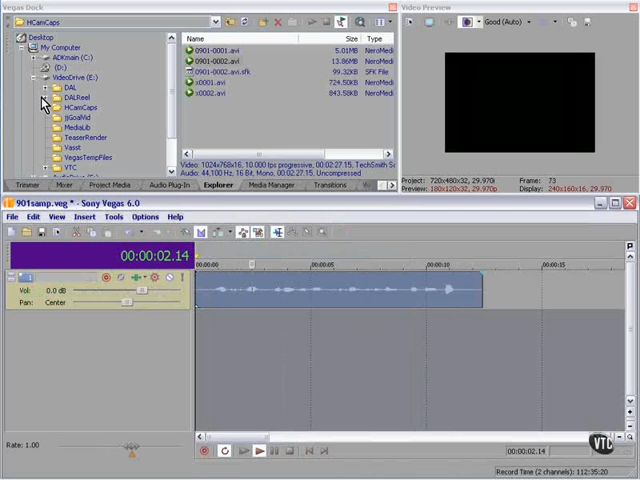 Vegas Dock
Video Preview
HCamCaps
Good (Auto)
Desktop
My Computer
ADKmain (C:)
(D:)
VideoDrive (E:)
DAL
DALReel
HCamCaps
jjGoalVid
MediaLib
TeaserRender
Vasst
VegasTempFiles
VTC
Name Size Type
0901-0001.avi 5.01MB NeroMedi
0901-0002.avi 13.86MB NeroMedi
0901-0002.avi.sfk 99.32KB SFK File
x0001.avi 724.50KB NeroMedi
x0002.avi 843.58KB NeroMedi
Video: 1024x768x16, 10.000 fps progressive, 00:02:27.15, TechSmith S
Audio: 44,100 Hz, 16 Bit, Mono, 00:02:27.15, Uncompressed
Project: 720x480x32, 29.970i Frame: 73
Preview: 180x120x32, 29.970p Display: 240x160x16, 29.970
Trimmer Mixer Project Media Audio Plug-In Explorer Media Manager Transitions
901samp.veg * - Sony Vegas 6.0
File Edit View Insert Tools Options Help
00:00:02.14
00:00:00 00:00:05 00:00:10 00:00:15
1
Vol: 0.0 dB
Pan: Center
Rate: 1.00
00:00:02.14
VTC
Record Time (2 channels): 112:35:20